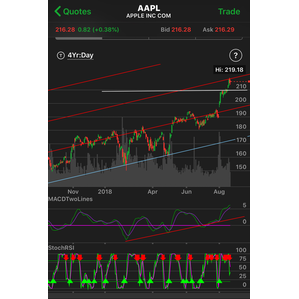 Quotes
AAPL
APPLE INC COM
Trade
216.28 0.82 (+0.38%)
Bid 216.28
Ask 216.29
T 4Yr:Day
?
Hi: 219.18
210
200
190
180
170
160
150
Nov 2018 Apr Jun Aug
MACDTwoLines
5
0
StochRSI
100
75
50
25
0